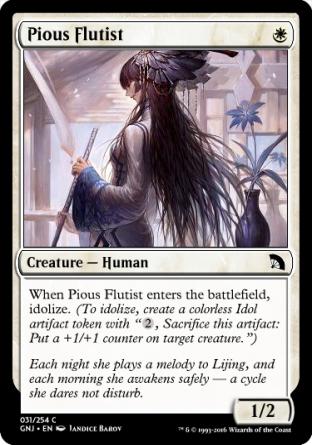 Pious Flutist
Creature — Human
When Pious Flutist enters the battlefield,
idolize. (To idolize, create a colorless Idol
artifact token with “2, Sacrifice this artifact:
Put a +1/+1 counter on target creature.”)
Each night she plays a melody to Lijing, and
each morning she awakens safely — a cycle
she dares not disturb.
1/2
031/254 C
GNJ • EN Jandice Barov
™ & © 1993-2016 Wizards of the Coast